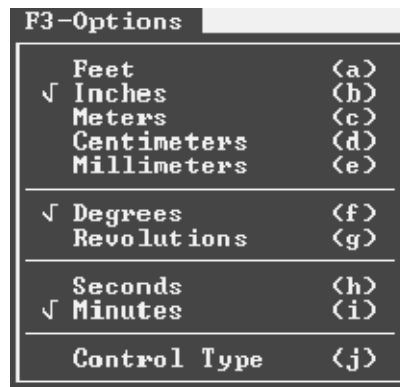 F3-Options
Feet (a)
√ Inches (b)
Meters (c)
Centimeters (d)
Millimeters (e)
√ Degrees (f)
Revolutions (g)
Seconds (h)
√ Minutes (i)
Control Type (j)